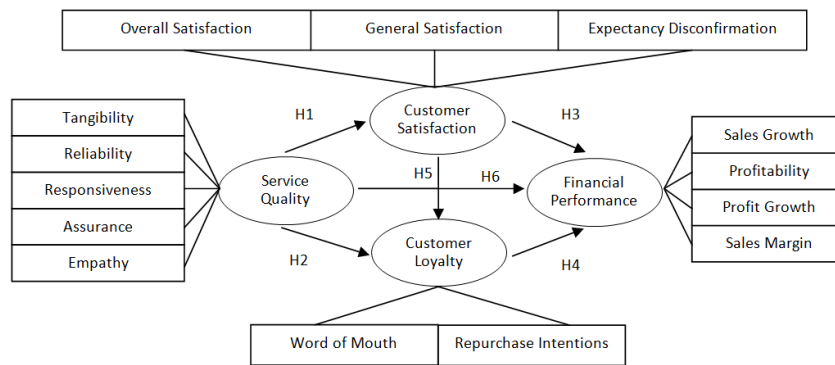 Overall Satisfaction
General Satisfaction
Expectancy Disconfirmation
Tangibility
Reliability
Responsiveness
Assurance
Empathy
H1
Customer
Satisfaction
H3
Service
Quality
H5
H6
Financial
Performance
H2
Customer
Loyalty
H4
Sales Growth
Profitability
Profit Growth
Sales Margin
Word of Mouth
Repurchase Intentions